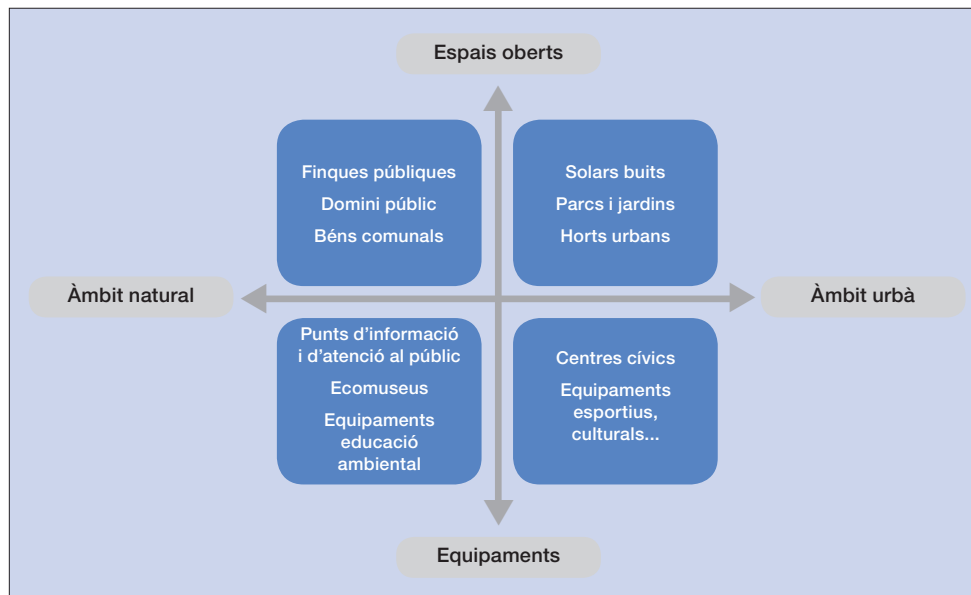 Espais oberts
Finques públiques
Domini públic
Béns comunals
Solars buits
Parcs i jardins
Horts urbans
Àmbit natural
Àmbit urbà
Punts d’informació
i d’atenció al públic
Ecomuseus
Equipaments
educació
ambiental
Centres cívics
Equipaments
esportius,
culturals...
Equipaments